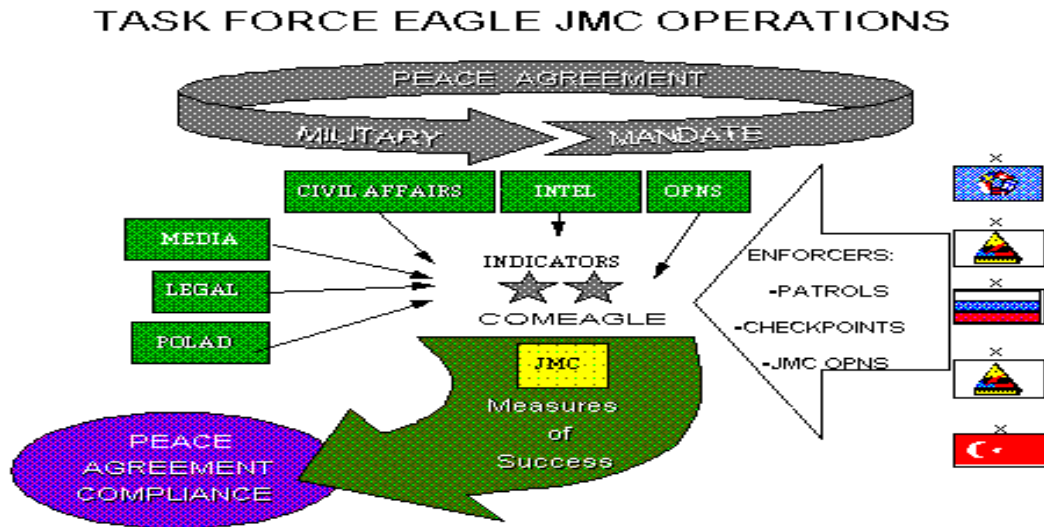 TASK FORCE EAGLE JMC OPERATIONS
PEACE AGREEMENT
MILITARY
MANDATE
CIVIL AFFAIRS
INTEL
OPNS
MEDIA
LEGAL
POLAD
INDICATORS
COMEAGLE
ENFORCERS:
-PATROLS
-CHECKPOINTS
-JMC OPNS
X
X
X
X
X
JMC
Measures
of
Success
PEACE
AGREEMENT
COMPLIANCE